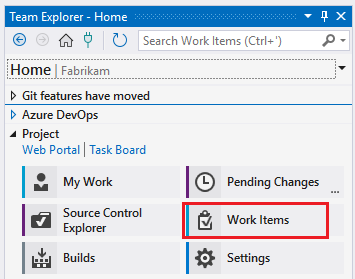 Team Explorer - Home
Search Work Items (Ctrl+')
Home | Fabrikam
Git features have moved
Azure DevOps
Project
Web Portal | Task Board
My Work
Pending Changes
...
Source Control
Explorer
Work Items
Builds
Settings